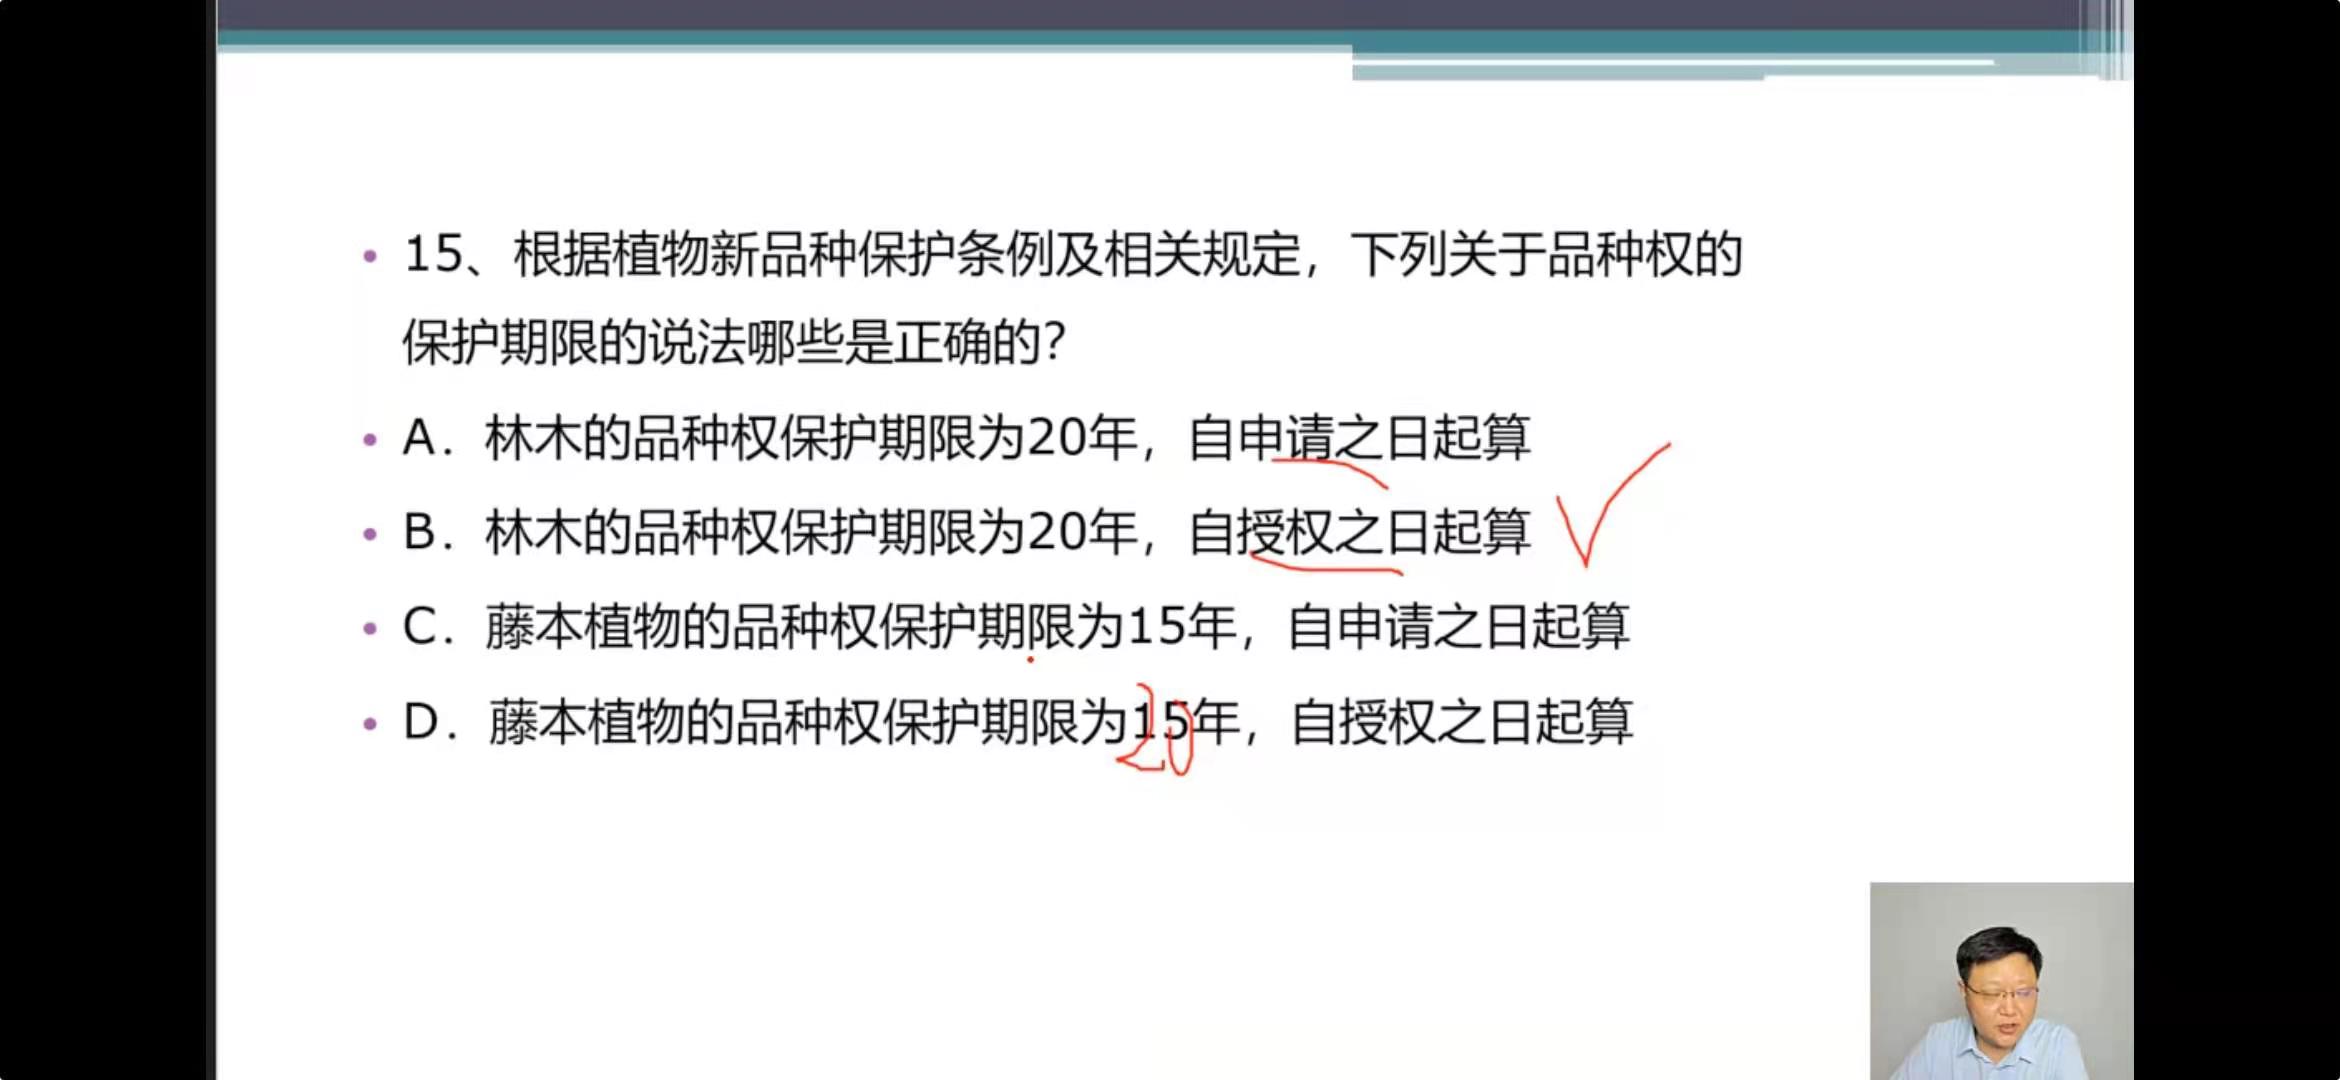 15、根据植物新品种保护条例及相关规定，下列关于品种权的
保护期限的说法哪些是正确的？
A．林木的品种权保护期限为20年，自申请之日起算
B．林木的品种权保护期限为20年，自授权之日起算
C．藤本植物的品种权保护期限为15年，自申请之日起算
D．藤本植物的品种权保护期限为15年，自授权之日起算
20